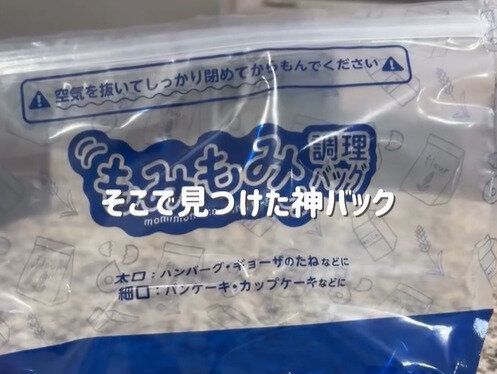 空気を抜いてしっかり閉めてからもんでください
もみもみ
調理
バッグ
そこで見つけた神バック
太口:ハンバーグ・ギョーザのたねなどに
細口:パンケーキ・カップケーキなどに